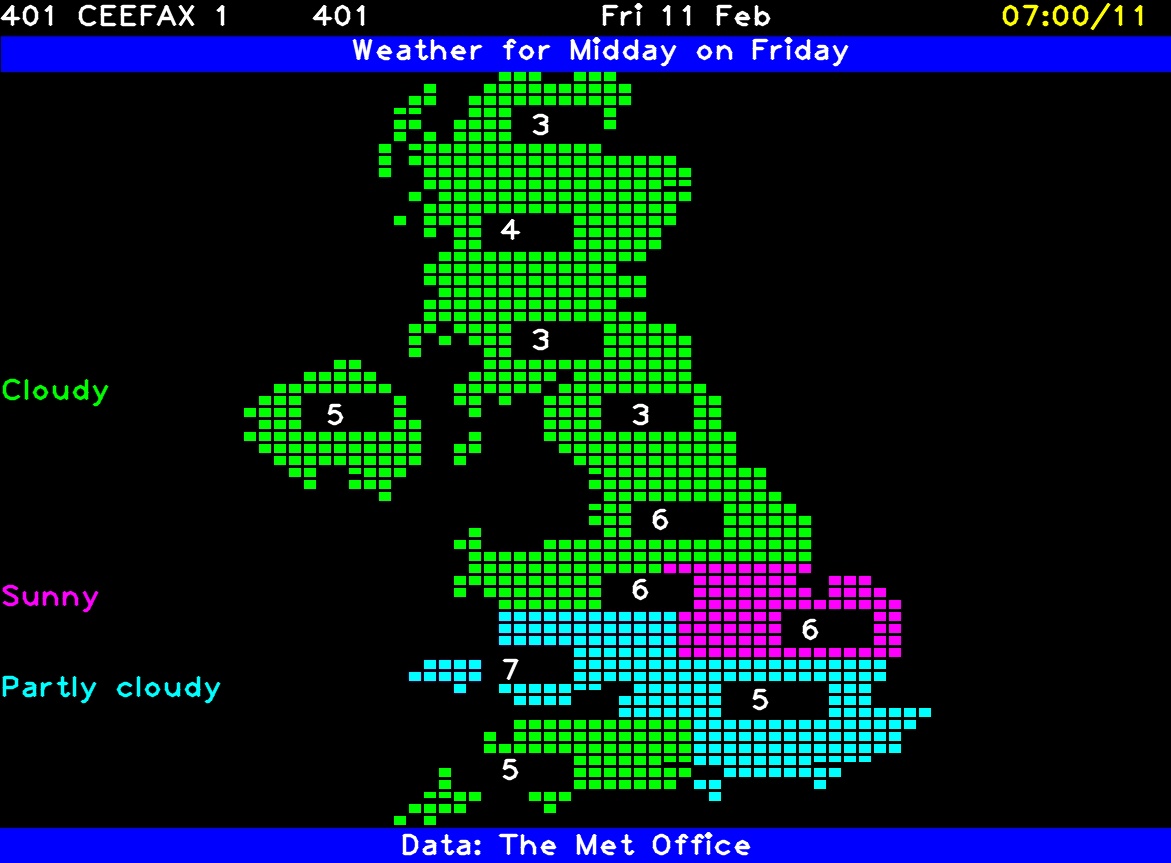 401 CEEFAX 1 401 Fri 11 Feb 07:00/11
Weather for Midday on Friday
3
4
3
Cloudy
5 3
6
6
Sunny
6
7
Partly cloudy
5
5
Data: The Met Office